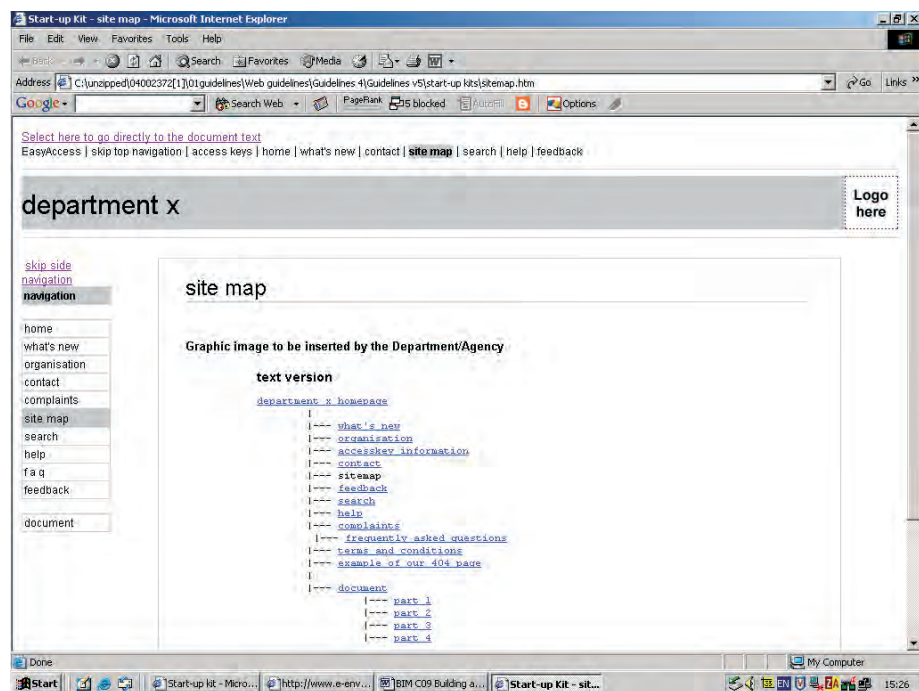 Start-up Kit - site map - Microsoft Internet Explorer
File Edit View Favorites Tools Help
Back Search Favorites Media
Address C:\unzipped\04002372[1]\01guidelines\Web guidelines\Guidelines 4\Guidelines v5\start-up kits\sitemap.htm Go Links »
Google Search Web PageRank 15 blocked AutoFill Options
Select here to go directly to the document text
EasyAccess | skip top navigation | access keys | home | what's new | contact | site map | search | help | feedback
department x
Logo
here
skip side
navigation
navigation
home
what's new
organisation
contact
complaints
site map
search
help
f a q
feedback
document
site map
Graphic image to be inserted by the Department/Agency
text version
department x homepage
|
|--- what's new
|--- organisation
|--- accesskey information
|--- contact
|--- sitemap
|--- feedback
|--- search
|--- help
|--- complaints
|--- frequently asked questions
|--- terms and conditions
|--- example of our 404 page
|
|--- document
|--- part 1
|--- part 2
|--- part 3
|--- part 4
Done My Computer
Start Start-up kit - Micro... http://www.e-env... BIM C09 Building a... Start-up Kit - sit... EN 15:26